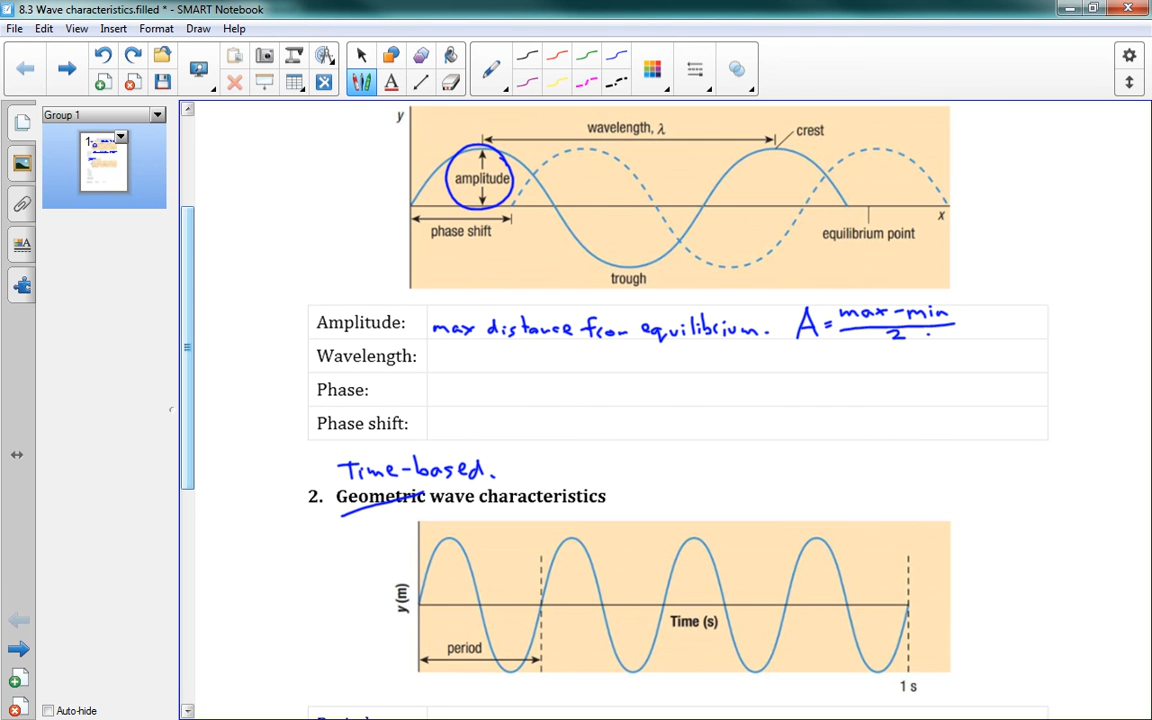 8.3 Wave characteristics.filled * - SMART Notebook
File Edit View Insert Format Draw Help
Group 1
1
y
wavelength, λ
crest
amplitude
x
phase shift
equilibrium point
trough
Amplitude: max distance from equilibrium. A = max - min / 2
Wavelength:
Phase:
Phase shift:
Time-based.
2. Geometric wave characteristics
y (m)
Time (s)
period
1 s
Auto-hide